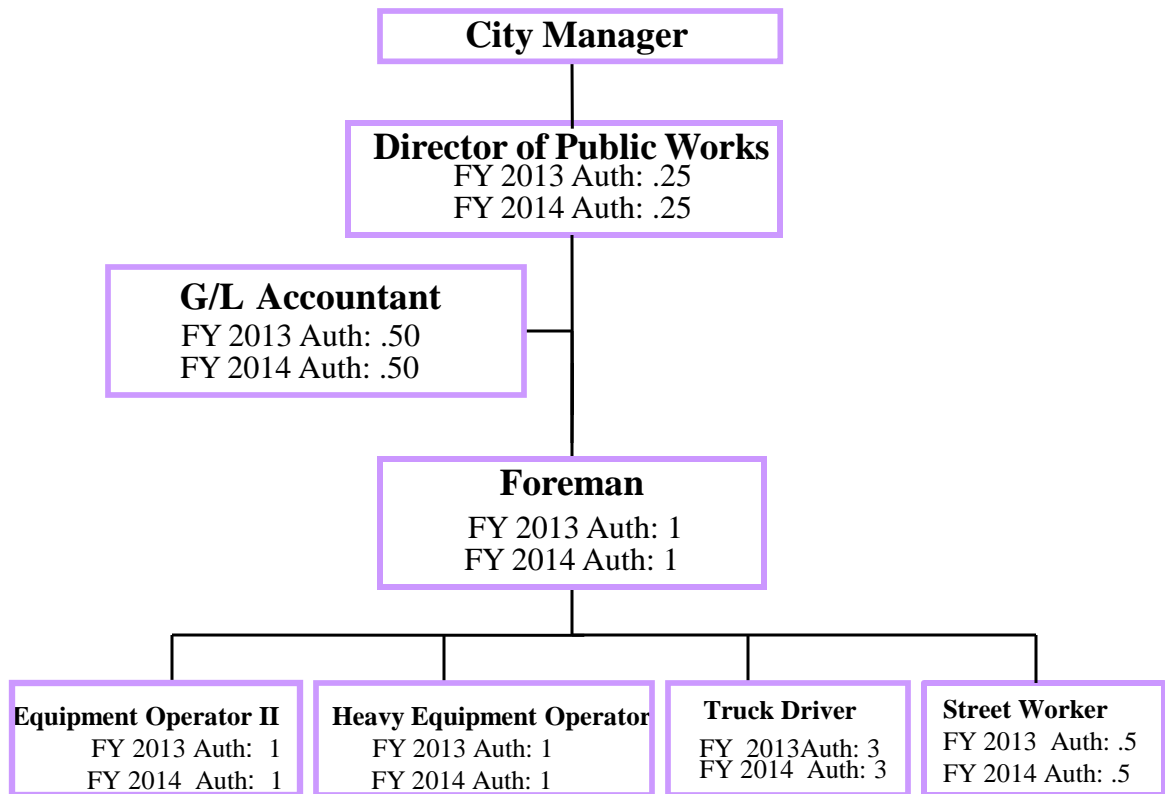 City Manager
Director of Public Works
FY 2013 Auth: .25
FY 2014 Auth: .25
G/L Accountant
FY 2013 Auth: .50
FY 2014 Auth: .50
Foreman
FY 2013 Auth: 1
FY 2014 Auth: 1
Equipment Operator II
FY 2013 Auth: 1
FY 2014 Auth: 1
Heavy Equipment Operator
FY 2013 Auth: 1
FY 2014 Auth: 1
Truck Driver
FY 2013Auth: 3
FY 2014 Auth: 3
Street Worker
FY 2013 Auth: .5
FY 2014 Auth: .5